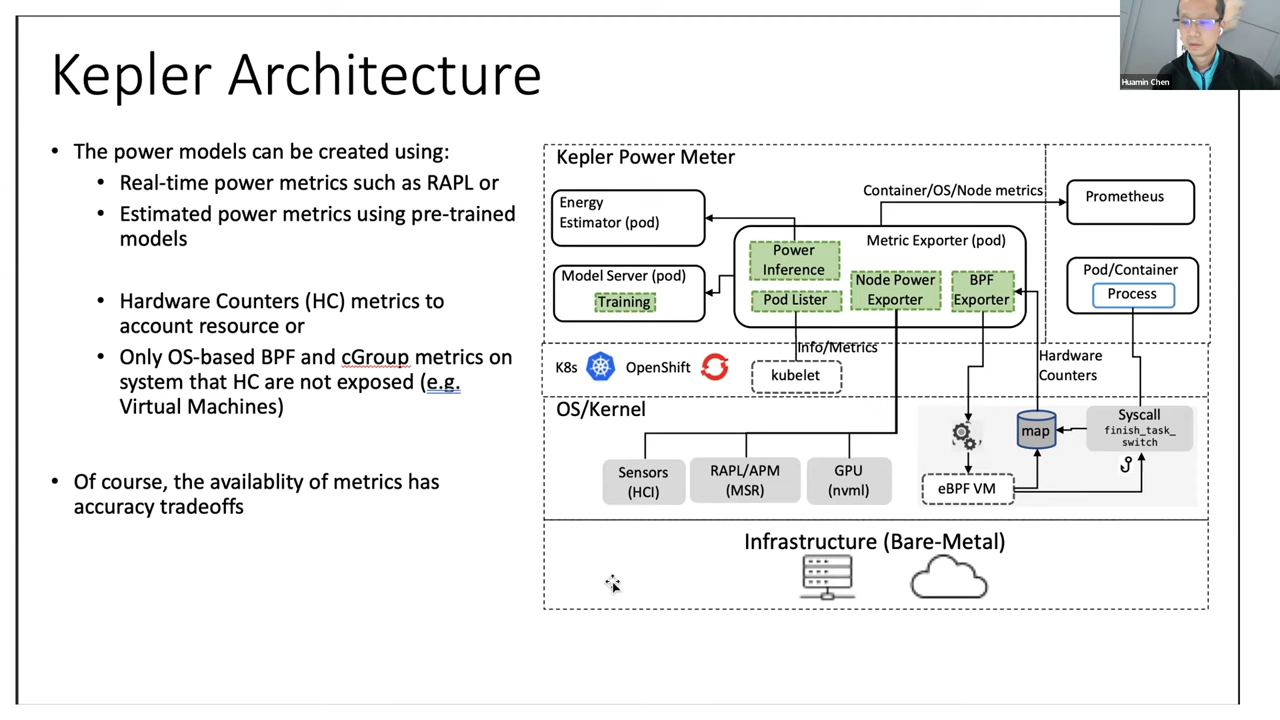 Kepler Architecture
Huamin Chen
• The power models can be created using:
• Real-time power metrics such as RAPL or
• Estimated power metrics using pre-trained
models
• Hardware Counters (HC) metrics to
account resource or
• Only OS-based BPF and cGroup metrics on
system that HC are not exposed (e.g.
Virtual Machines)
• Of course, the availablity of metrics has
accuracy tradeoffs
Kepler Power Meter
Energy
Estimator (pod)
Container/OS/Node metrics
Prometheus
Metric Exporter (pod)
Power
Inference
Model Server (pod)
Training
Pod Lister
Node Power
Exporter
BPF
Exporter
Pod/Container
Process
Info/Metrics
K8s
OpenShift
kubelet
Hardware
Counters
OS/Kernel
Sensors
(HCI)
RAPL/APM
(MSR)
GPU
(nvml)
map
Syscall
finish_task_
switch
eBPF VM
Infrastructure (Bare-Metal)